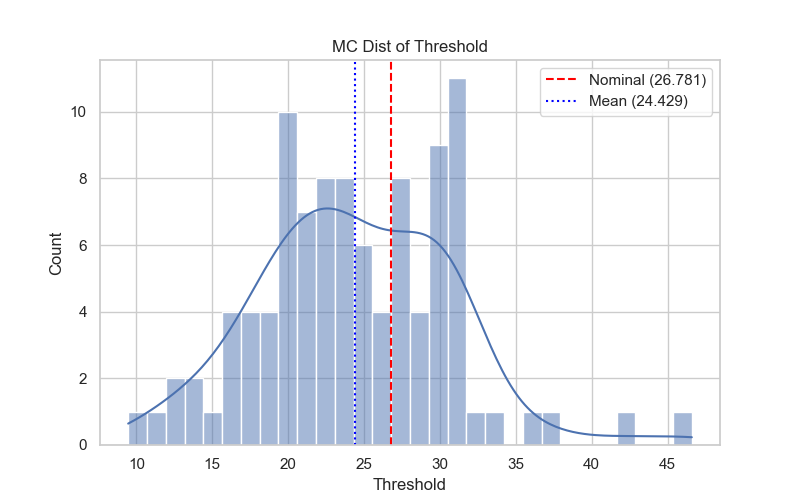 MC Dist of Threshold
Nominal (26.781)
Mean (24.429)
Count
10
8
6
4
2
0
10 15 20 25 30 35 40 45
Threshold